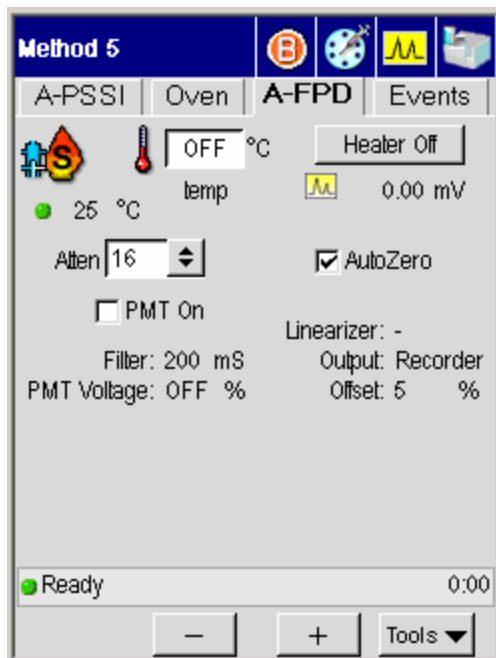 Method 5 B
A-PSSI Oven A-FPD Events
S OFF °C Heater Off
temp 0.00 mV
25 °C
Atten 16 AutoZero
PMT On
Linearizer: -
Filter: 200 mS Output: Recorder
PMT Voltage: OFF % Offset: 5 %
Ready 0:00
− + Tools